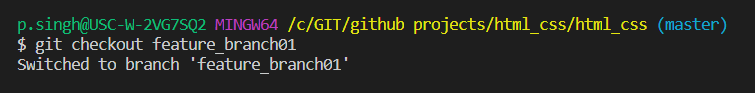 p.singh@USC-W-2VG7SQ2 MINGW64 /c/GIT/github projects/html_css/html_css (master)
$ git checkout feature_branch01
Switched to branch 'feature_branch01'